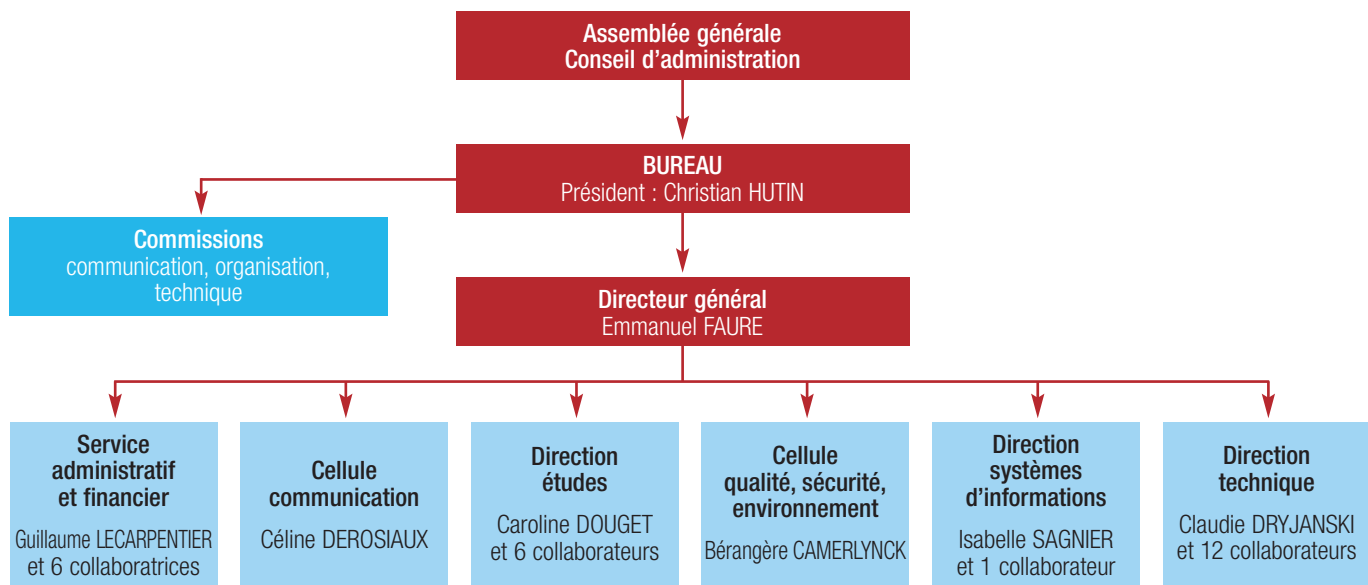 Assemblée générale
Conseil d’administration
BUREAU
Président : Christian HUTIN
Commissions
communication, organisation,
technique
Directeur général
Emmanuel FAURE
Service
administratif
et financier
Guillaume LECARPENTIER
et 6 collaboratrices
Cellule
communication
Céline DEROSIAUX
Direction
études
Caroline DOUGET
et 6 collaborateurs
Cellule
qualité, sécurité,
environnement
Bérangère CAMERLYNCK
Direction
systèmes
d’informations
Isabelle SAGNIER
et 1 collaborateur
Direction
technique
Claudie DRYJANSKI
et 12 collaborateurs